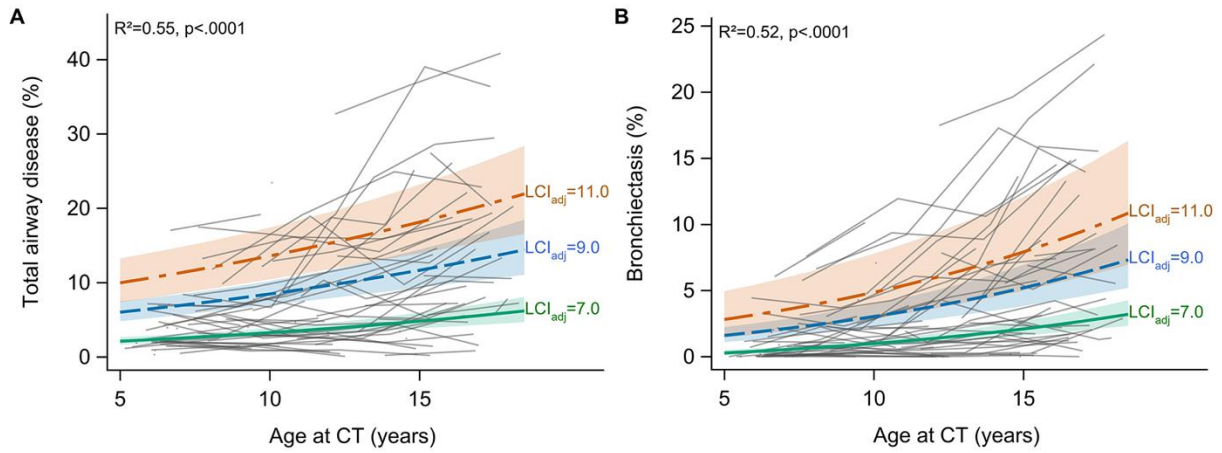 A
R²=0.55, p<.0001
Total airway disease (%)
40
30
20
10
0
LCIadj=11.0
LCIadj=9.0
LCIadj=7.0
5
10
15
Age at CT (years)
B
R²=0.52, p<.0001
Bronchiectasis (%)
25
20
15
10
5
0
LCIadj=11.0
LCIadj=9.0
LCIadj=7.0
5
10
15
Age at CT (years)